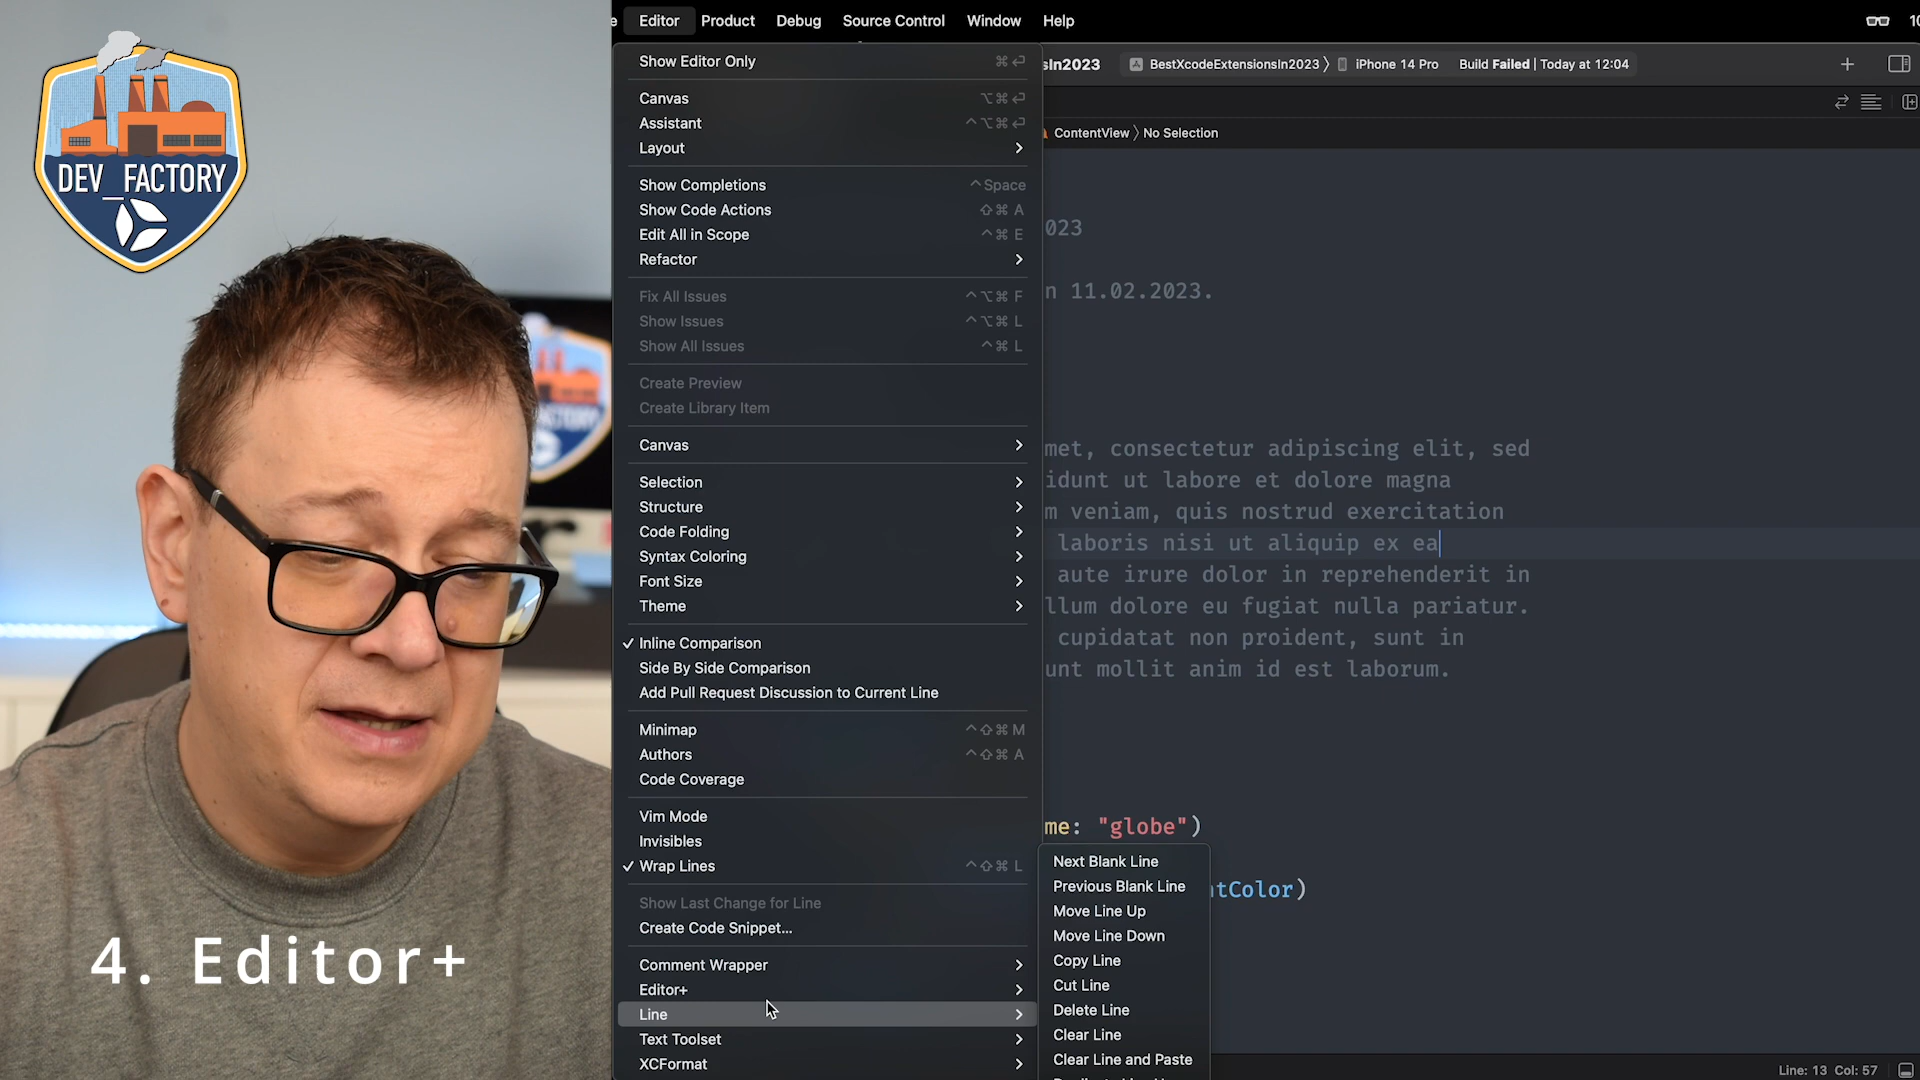 DEV_FACTORY
4. Editor+
Editor Product Debug Source Control Window Help
Show Editor Only ⌘↩
Canvas ⌥⌘↩
Assistant ^⌥⌘↩
Layout
Show Completions ^Space
Show Code Actions ⇧⌘A
Edit All in Scope ^⌘E
Refactor
Fix All Issues ^⌥⌘F
Show Issues ^⌥⌘L
Show All Issues ^⌘L
Create Preview
Create Library Item
Canvas
Selection
Structure
Code Folding
Syntax Coloring
Font Size
Theme
✓ Inline Comparison
Side By Side Comparison
Add Pull Request Discussion to Current Line
Minimap ^⇧⌘M
Authors ^⇧⌘A
Code Coverage
Vim Mode
Invisibles
✓ Wrap Lines ^⇧⌘L
Show Last Change for Line
Create Code Snippet...
Comment Wrapper
Editor+
Line
Text Toolset
XCFormat
Next Blank Line
Previous Blank Line
Move Line Up
Move Line Down
Copy Line
Cut Line
Delete Line
Clear Line
Clear Line and Paste
sIn2023 BestXcodeExtensionsIn2023 〉 iPhone 14 Pro Build Failed | Today at 12:04
ContentView 〉 No Selection
023
n 11.02.2023.
met, consectetur adipiscing elit, sed
idunt ut labore et dolore magna
m veniam, quis nostrud exercitation
laboris nisi ut aliquip ex ea
aute irure dolor in reprehenderit in
llum dolore eu fugiat nulla pariatur.
cupidatat non proident, sunt in
unt mollit anim id est laborum.
me: "globe")
ntColor)
Line: 13 Col: 57